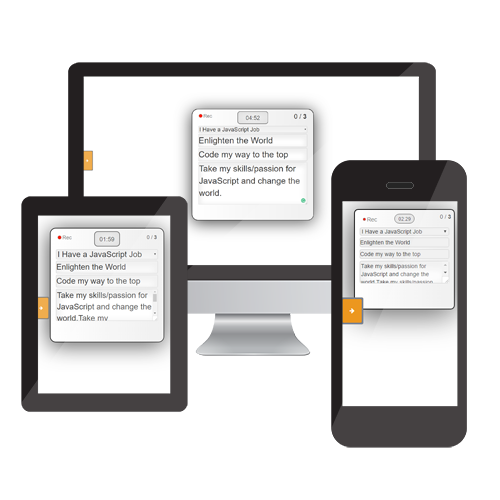 Rec 04:52 0 / 3
I Have a JavaScript Job
Enlighten the World
Code my way to the top
Take my skills/passion for
JavaScript and change the
world.
Rec 01:59 0 / 3
I Have a JavaScript Job
Enlighten the World
Code my way to the top
Take my skills/passion for
JavaScript and change the
world.Take my
Rec 02:29 0 / 3
I Have a JavaScript Job
Enlighten the World
Code my way to the top
Take my skills/passion for
JavaScript and change the
world.Take my skills/passion